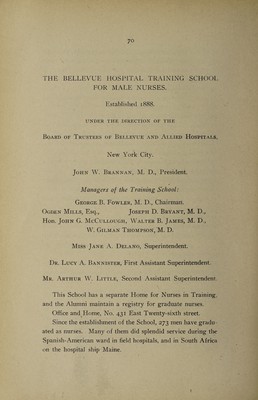 70
THE BELLEVUE HOSPITAL TRAINING SCHOOL
FOR MALE NURSES.
Established 1888.
UNDER THE DIRECTION OF THE
BOARD OF TRUSTEES OF BELLEVUE AND ALLIED HOSPITALS,
New York City.
JOHN W. BRANNAN, M. D., President.
Managers of the Training School:
GEORGE B. FOWLER, M. D., Chairman.
OGDEN MILLS, Esq., JOSEPH D. BRYANT, M. D.,
HON. JOHN G. MCCULLOUGH, WALTER B. JAMES, M. D.,
W. GILMAN THOMPSON, M. D.
MISS JANE A. DELANO, Superintendent.
DR. LUCY A. BANNISTER, First Assistant Superintendent.
MR. ARTHUR W. LITTLE, Second Assistant Superintendent.
This School has a separate Home for Nurses in Training,
and the Alumni maintain a registry for graduate nurses.
Office and Home, No. 431 East Twenty-sixth street.
Since the establishment of the School, 273 men have gradu-
ated as nurses. Many of them did splendid service during the
Spanish-American ward in field hospitals, and in South Africa
on the hospital ship Maine.